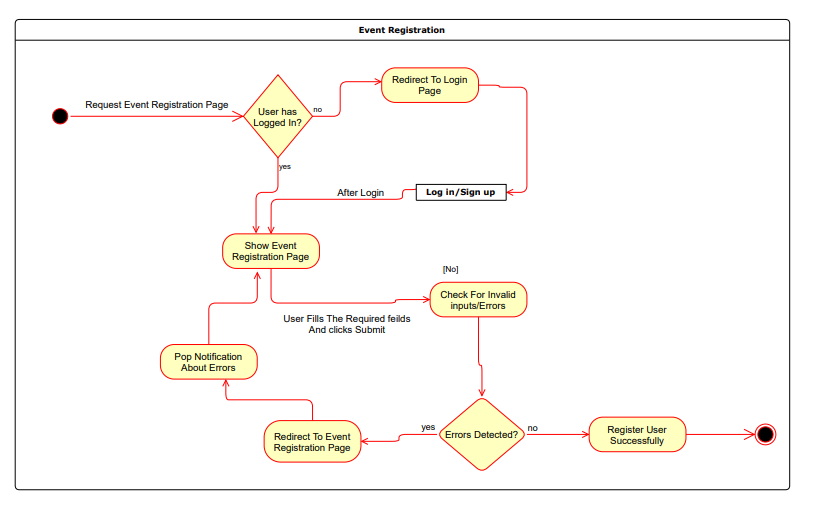 Event Registration
Request Event Registration Page
User has
Logged In?
no
Redirect To Login
Page
yes
After Login
Log in/Sign up
Show Event
Registration Page
[No]
Check For Invalid
inputs/Errors
User Fills The Required feilds
And clicks Submit
Pop Notification
About Errors
Redirect To Event
Registration Page
yes
Errors Detected?
no
Register User
Successfully